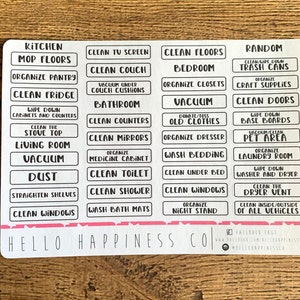 KITCHEN
MOP FLOORS
ORGANIZE PANTRY
CLEAN FRIDGE
WIPE DOWN
CABINETS AND COUNTERS
CLEAN THE
STOVE TOP
LIVING ROOM
VACUUM
DUST
STRAIGHTEN SHELVES
CLEAN WINDOWS
CLEAN TV SCREEN
CLEAN COUCH
VACUUM UNDER
COUCH CUSHIONS
BATHROOM
CLEAN COUNTERS
CLEAN MIRRORS
ORGANIZE
MEDICINE CABINET
CLEAN TOILET
CLEAN SHOWER
WASH BATH MATS
CLEAN FLOORS
BEDROOM
ORGANIZE CLOSETS
VACUUM
DONATE/TOSS
OLD CLOTHES
ORGANIZE DRESSER
WASH BEDDING
CLEAN UNDER BED
CLEAN WINDOWS
ORGANIZE
NIGHT STAND
RANDOM
CLEAN/WIPE DOWN
TRASH CANS
ORGANIZE
CRAFT SUPPLIES
CLEAN DOORS
WIPE DOWN
BASE BOARDS
VACUUM/CLEAN
PET AREA
ORGANIZE
LAUNDRY ROOM
WIPE DOWN
WASHER AND DRYER
CLEAN THE
DRYER VENT
CLEAN INSIDE/OUTSIDE
OF ALL VEHICLES
HELLO HAPPINESS CO